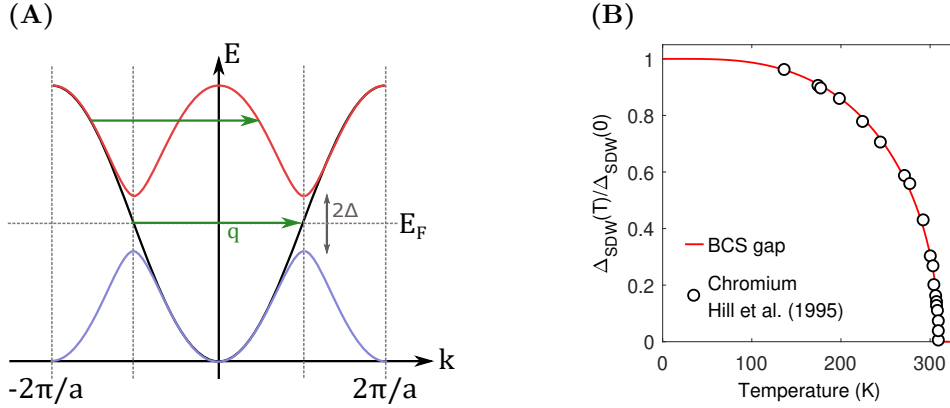 (A)
E
2Δ
q
E_F
k
-2π/a
2π/a
(B)
Δ_SDW(T)/Δ_SDW(0)
1
0.8
0.6
0.4
0.2
0
BCS gap
Chromium
Hill et al. (1995)
0
100
200
300
Temperature (K)